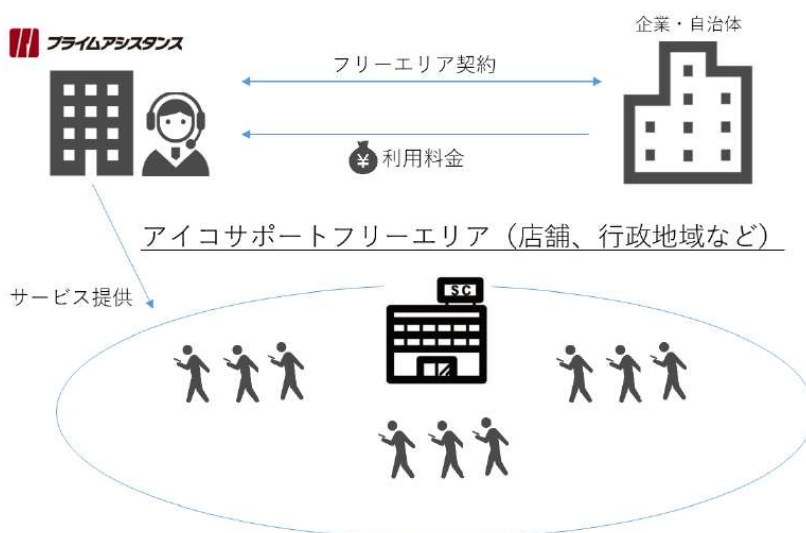 プライムアシスタンス
企業・自治体
フリーエリア契約
¥利用料金
アイコサポートフリーエリア（店舗、行政地域など）
サービス提供
SC